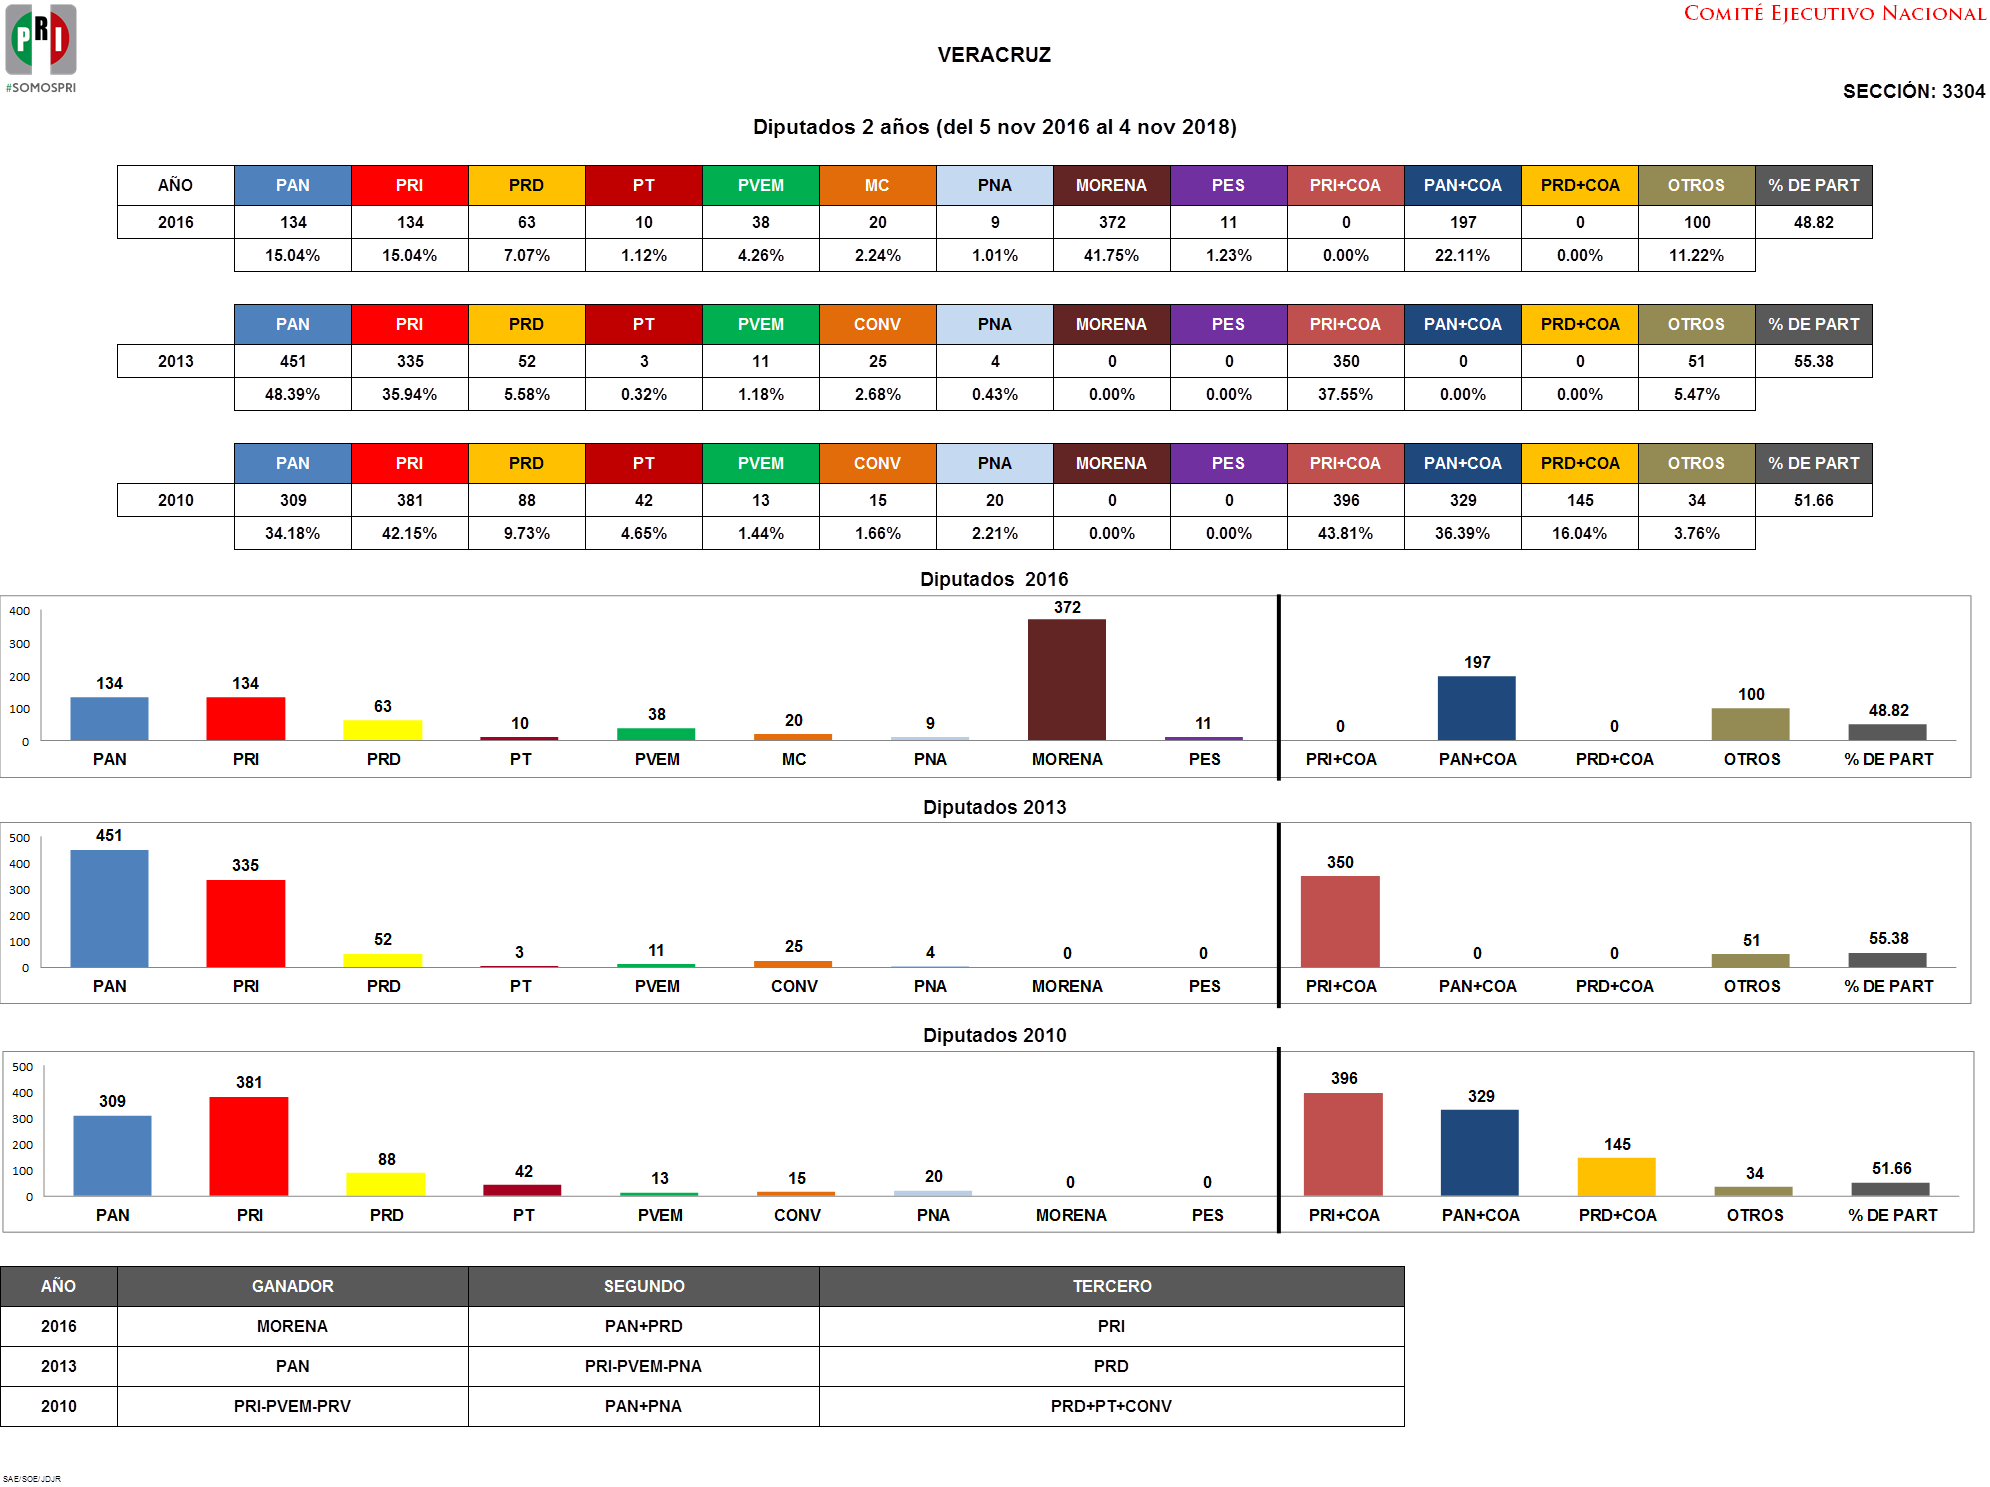 PRI
#SOMOSPRI
COMITÉ EJECUTIVO NACIONAL
VERACRUZ
SECCIÓN: 3304
Diputados 2 años (del 5 nov 2016 al 4 nov 2018)
AÑO PAN PRI PRD PT PVEM MC PNA MORENA PES PRI+COA PAN+COA PRD+COA OTROS % DE PART
2016 134 134 63 10 38 20 9 372 11 0 197 0 100 48.82
15.04% 15.04% 7.07% 1.12% 4.26% 2.24% 1.01% 41.75% 1.23% 0.00% 22.11% 0.00% 11.22%
PAN PRI PRD PT PVEM CONV PNA MORENA PES PRI+COA PAN+COA PRD+COA OTROS % DE PART
2013 451 335 52 3 11 25 4 0 0 350 0 0 51 55.38
48.39% 35.94% 5.58% 0.32% 1.18% 2.68% 0.43% 0.00% 0.00% 37.55% 0.00% 0.00% 5.47%
PAN PRI PRD PT PVEM CONV PNA MORENA PES PRI+COA PAN+COA PRD+COA OTROS % DE PART
2010 309 381 88 42 13 15 20 0 0 396 329 145 34 51.66
34.18% 42.15% 9.73% 4.65% 1.44% 1.66% 2.21% 0.00% 0.00% 43.81% 36.39% 16.04% 3.76%
Diputados 2016
400
300
200
100
0
134 134 63 10 38 20 9 372 11 0 197 0 100 48.82
PAN PRI PRD PT PVEM MC PNA MORENA PES PRI+COA PAN+COA PRD+COA OTROS % DE PART
Diputados 2013
500
400
300
200
100
0
451 335 52 3 11 25 4 0 0 350 0 0 51 55.38
PAN PRI PRD PT PVEM CONV PNA MORENA PES PRI+COA PAN+COA PRD+COA OTROS % DE PART
Diputados 2010
500
400
300
200
100
0
309 381 88 42 13 15 20 0 0 396 329 145 34 51.66
PAN PRI PRD PT PVEM CONV PNA MORENA PES PRI+COA PAN+COA PRD+COA OTROS % DE PART
AÑO GANADOR SEGUNDO TERCERO
2016 MORENA PAN+PRD PRI
2013 PAN PRI-PVEM-PNA PRD
2010 PRI-PVEM-PRV PAN+PNA PRD+PT+CONV
SAE/SOE/JDJR